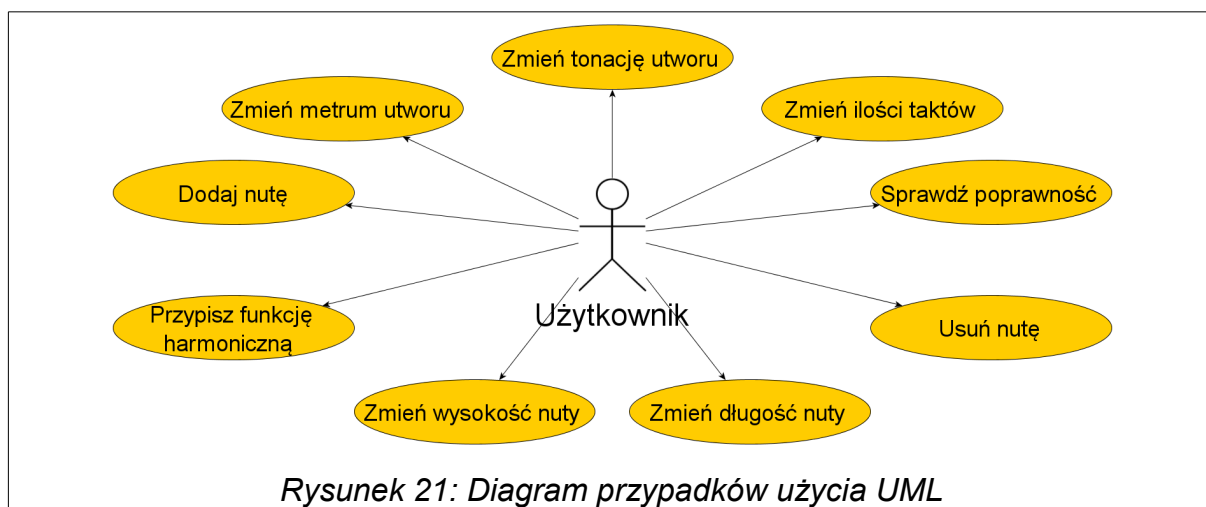 Zmień tonację utworu
Zmień metrum utworu
Zmień ilości taktów
Dodaj nutę
Sprawdź poprawność
Przypisz funkcję
harmoniczną
Użytkownik
Usuń nutę
Zmień wysokość nuty
Zmień długość nuty
Rysunek 21: Diagram przypadków użycia UML